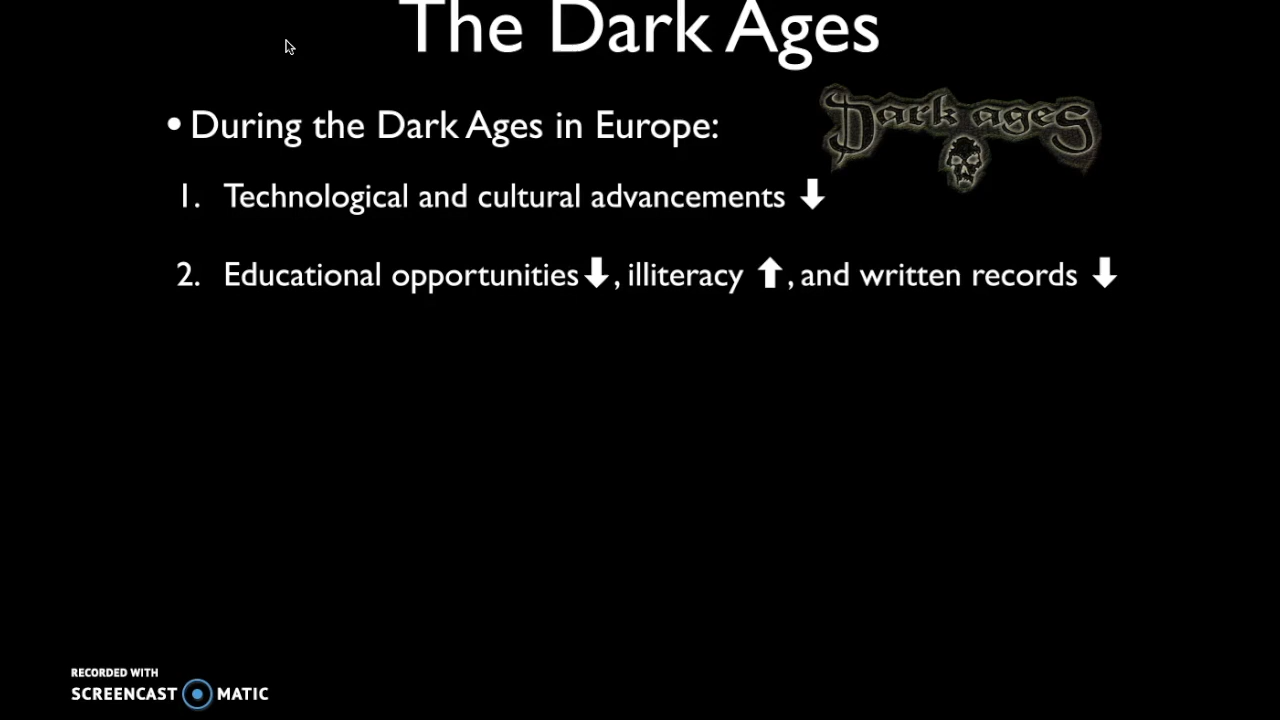 The Dark Ages
Dark ages
• During the Dark Ages in Europe:
1. Technological and cultural advancements ⬇
2. Educational opportunities ⬇, illiteracy ⬆, and written records ⬇
RECORDED WITH
SCREENCAST MATIC